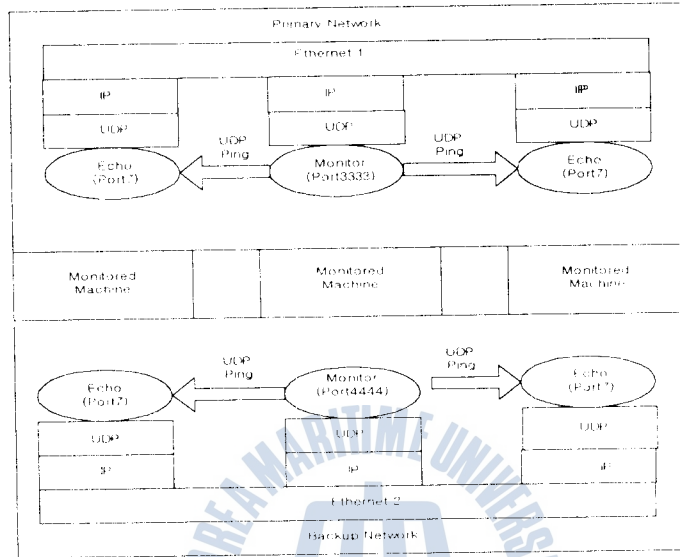 Primary Network
Ethernet 1
IP
IP
IP
UDP
UDP
UDP
UDP
Ping
UDP
Ping
Echo
(Port7)
Monitor
(Port3333)
Echo
(Port7)
Monitored
Machine
Monitored
Machine
Monitored
Machine
Echo
(Port7)
UDP
Ping
Monitor
(Port4444)
UDP
Ping
Echo
(Port7)
UDP
UDP
UDP
IP
IP
IP
Ethernet 2
Backup Network
MARITIME